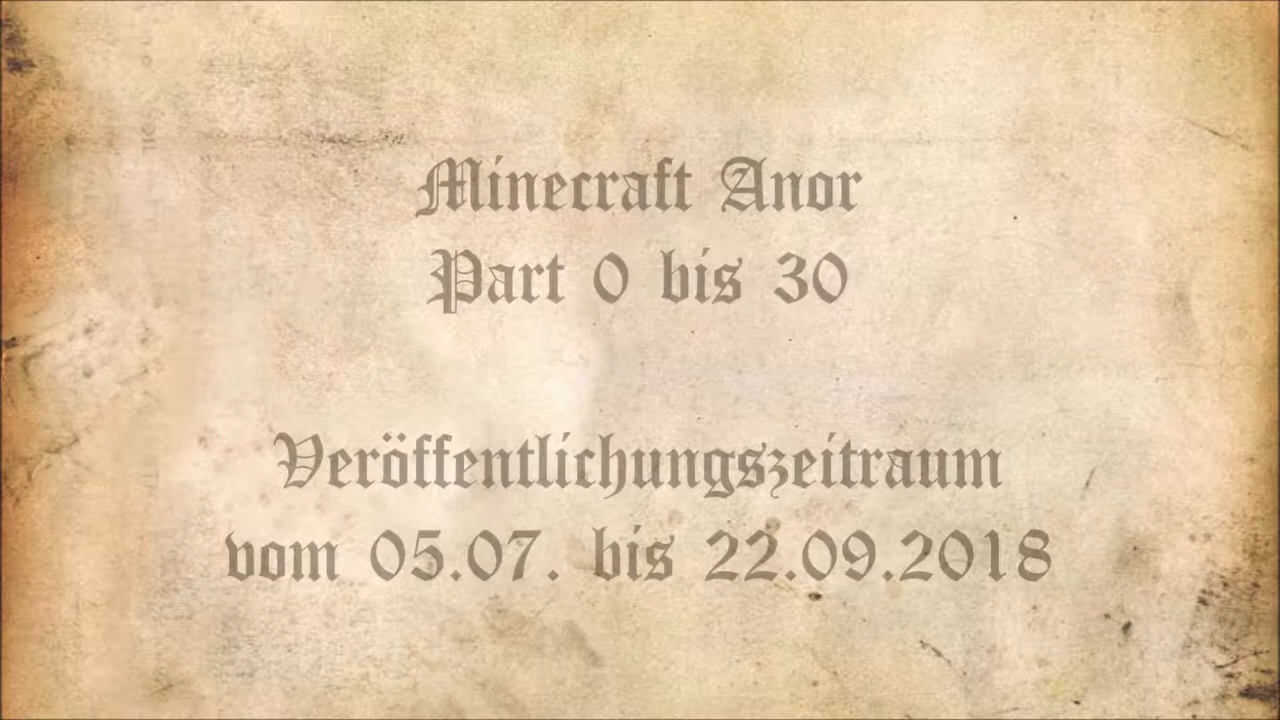 Minecraft Anor
Part 0 bis 30
Veröffentlichungszeitraum
vom 05.07. bis 22.09.2018